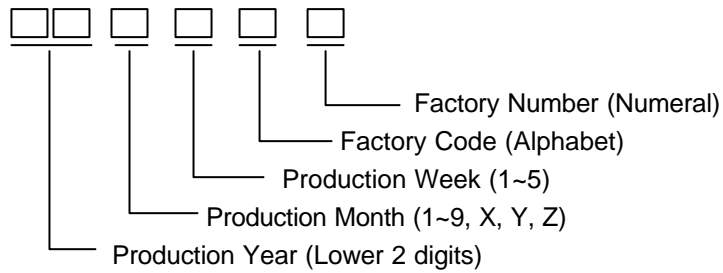 Factory Number (Numeral)
Factory Code (Alphabet)
Production Week (1~5)
Production Month (1~9, X, Y, Z)
Production Year (Lower 2 digits)